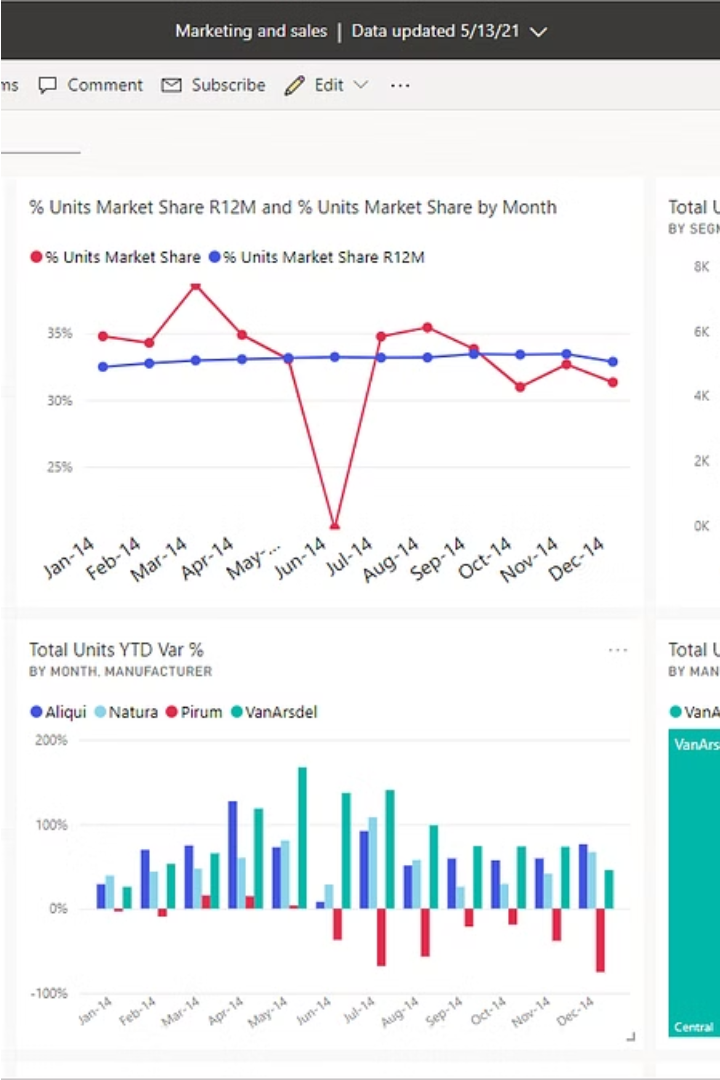 Marketing and sales | Data updated 5/13/21
ms Comment Subscribe Edit ...
% Units Market Share R12M and % Units Market Share by Month
% Units Market Share % Units Market Share R12M
35%
30%
25%
Jan-14 Feb-14 Mar-14 Apr-14 May-... Jun-14 Jul-14 Aug-14 Sep-14 Oct-14 Nov-14 Dec-14
Total U
BY SEGM
8K
6K
4K
2K
0K
Total Units YTD Var % ...
BY MONTH, MANUFACTURER
Aliqui Natura Pirum VanArsdel
200%
100%
0%
-100%
Jan-14 Feb-14 Mar-14 Apr-14 May-14 Jun-14 Jul-14 Aug-14 Sep-14 Oct-14 Nov-14 Dec-14
Total U
BY MAN
VanA
VanArs
Central